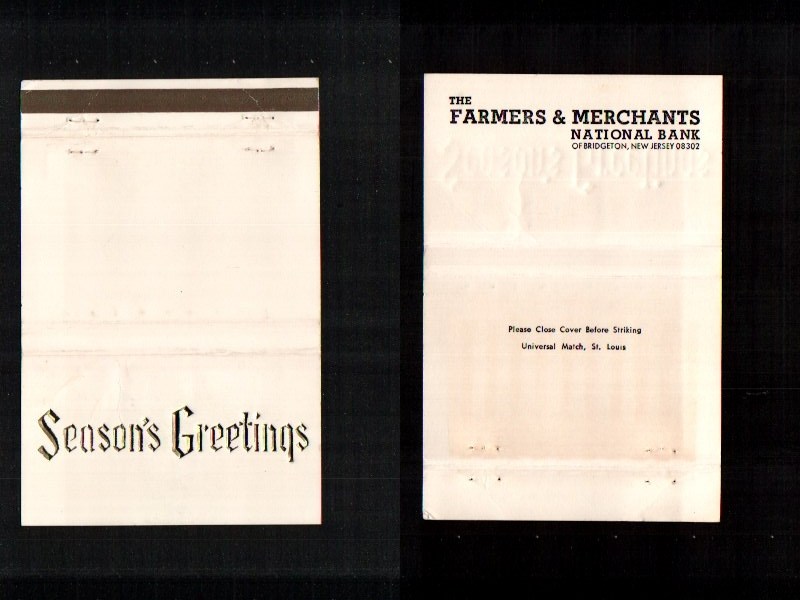 Season's Greetings
THE
FARMERS & MERCHANTS
NATIONAL BANK
OF BRIDGETON, NEW JERSEY 08302
Please Close Cover Before Striking
Universal Match, St. Louis